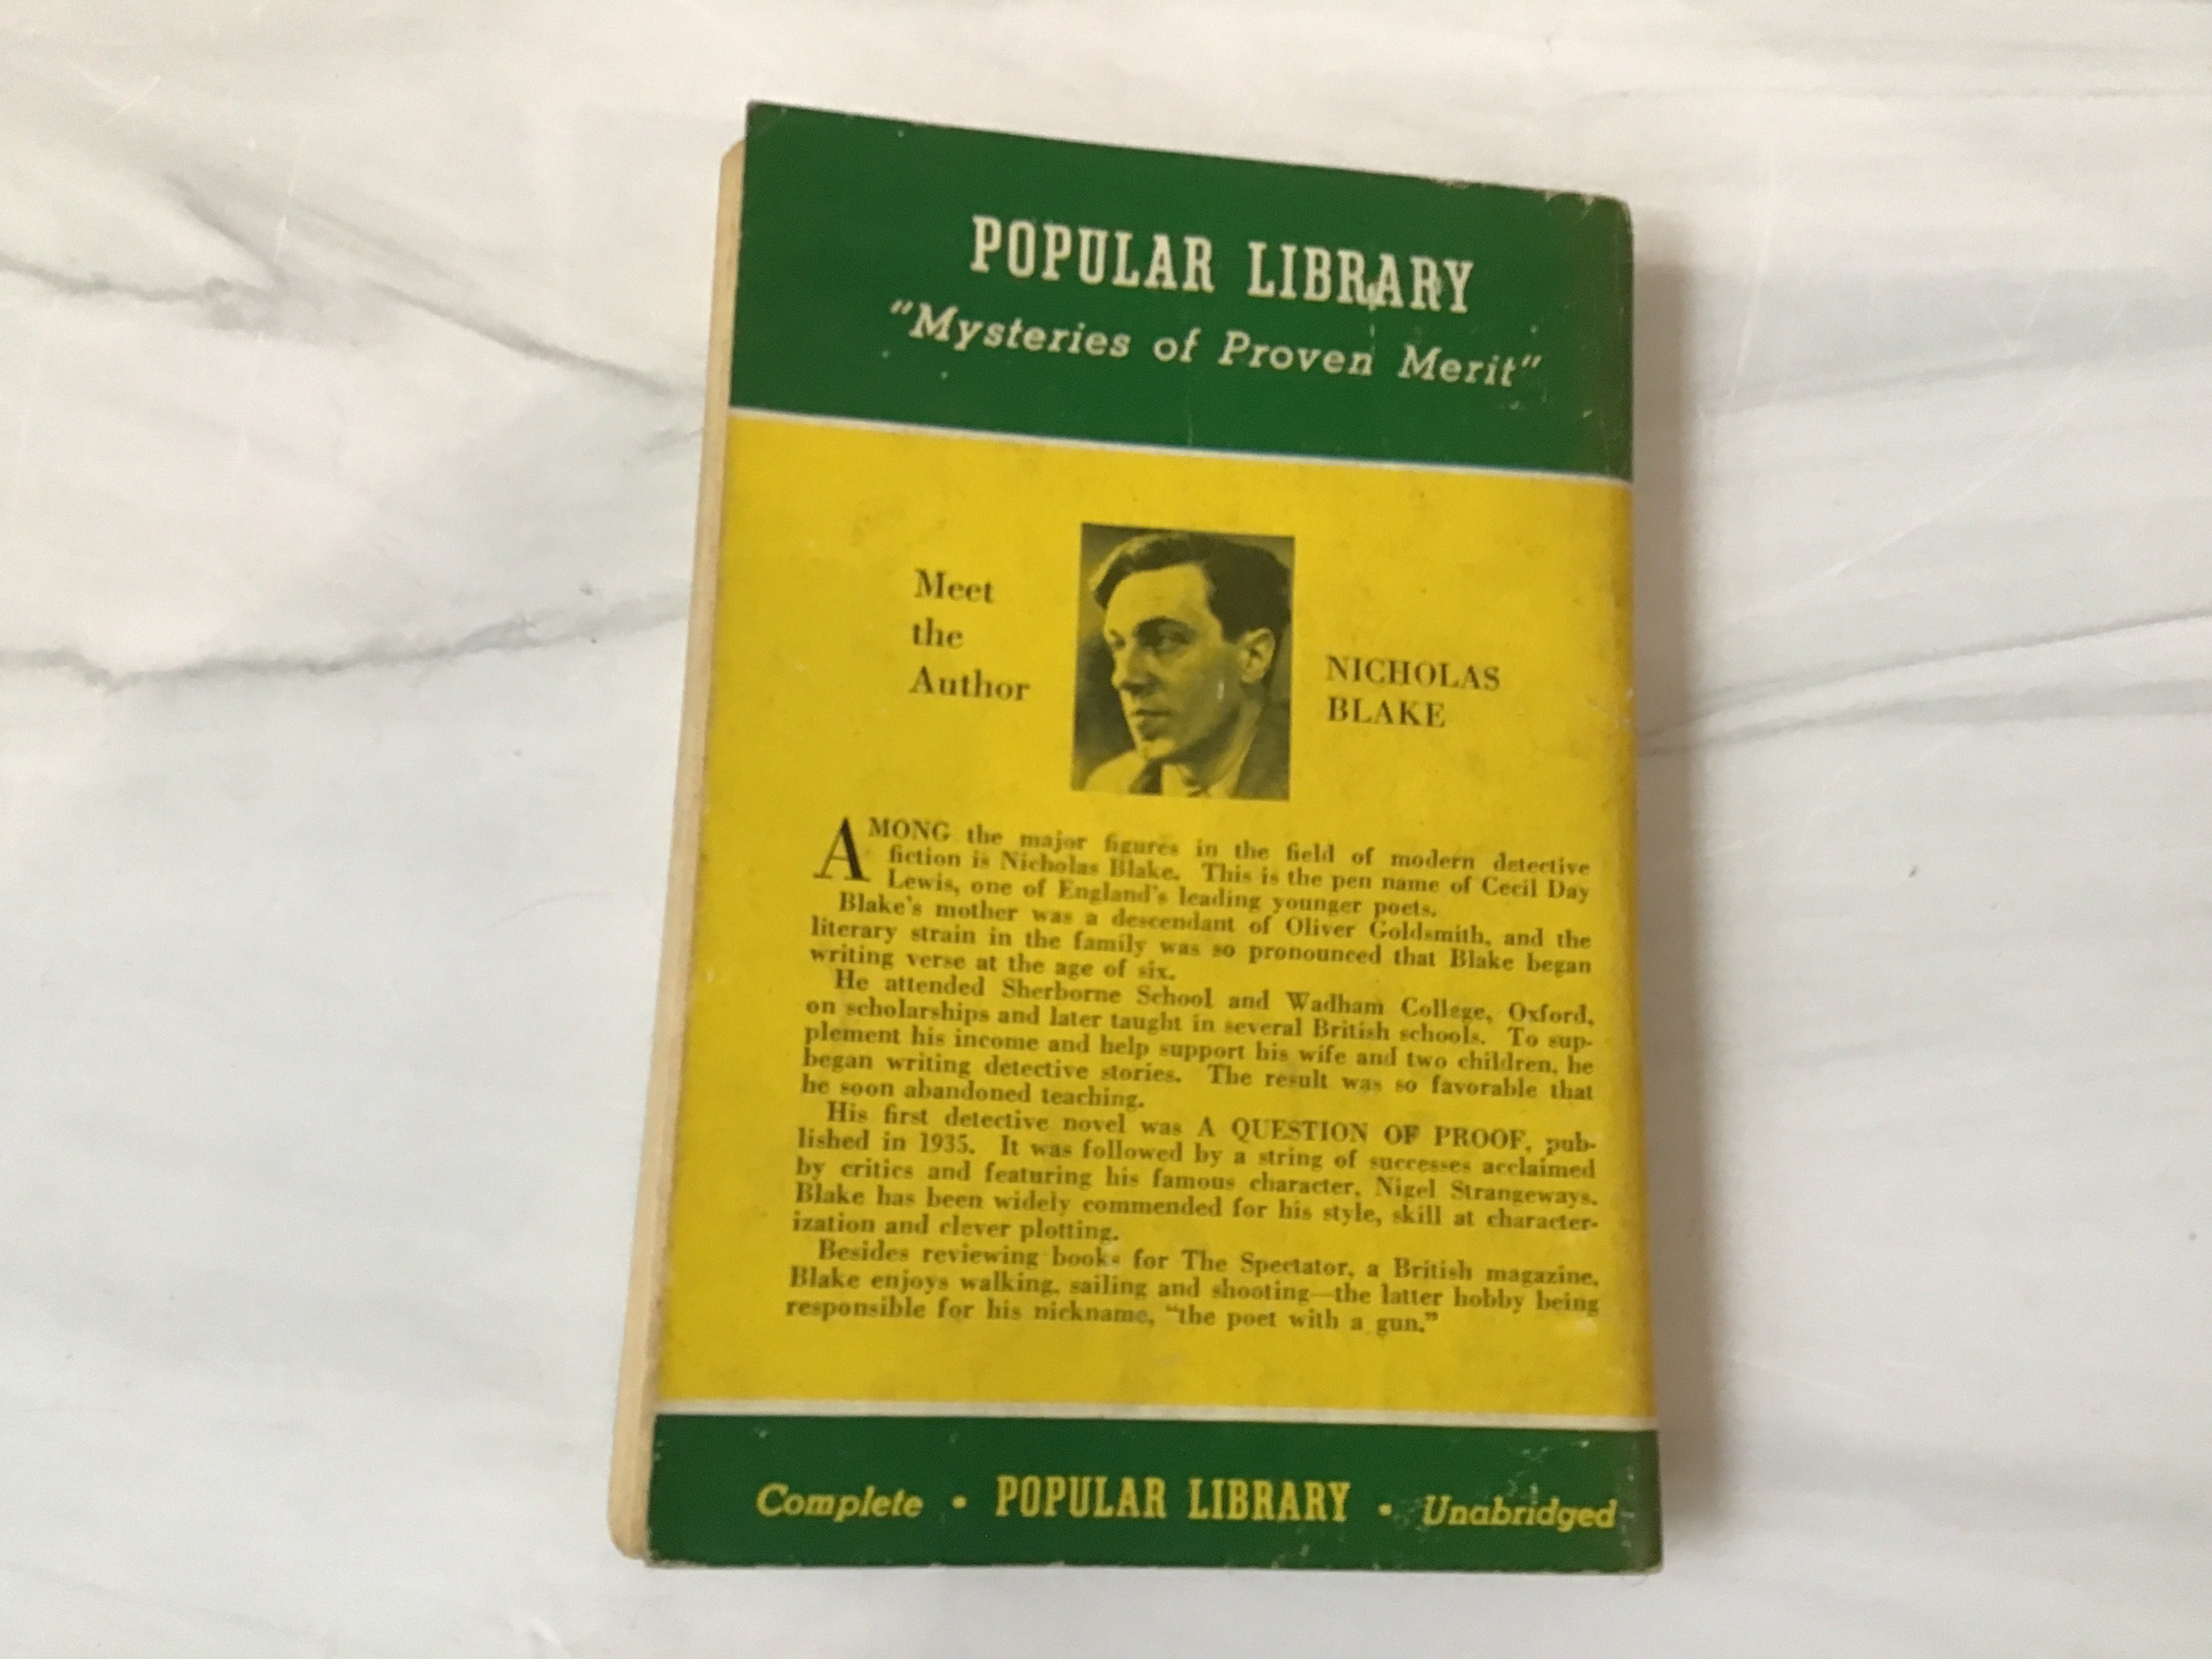 POPULAR LIBRARY
"Mysteries of Proven Merit"
Meet
the
Author
NICHOLAS
BLAKE
AMONG the major figures in the field of modern detective
fiction is Nicholas Blake. This is the pen name of Cecil Day
Lewis, one of England's leading younger poets.
Blake's mother was a descendant of Oliver Goldsmith, and the
literary strain in the family was so pronounced that Blake began
writing verse at the age of six.
He attended Sherborne School and Wadham College, Oxford,
on scholarships and later taught in several British schools. To sup-
plement his income and help support his wife and two children, he
began writing detective stories. The result was so favorable that
he soon abandoned teaching.
His first detective novel was A QUESTION OF PROOF, pub-
lished in 1935. It was followed by a string of successes acclaimed
by critics and featuring his famous character, Nigel Strangeways.
Blake has been widely commended for his style, skill at character-
ization and clever plotting.
Besides reviewing books for The Spectator, a British magazine,
Blake enjoys walking, sailing and shooting—the latter hobby being
responsible for his nickname, "the poet with a gun."
Complete • POPULAR LIBRARY • Unabridged